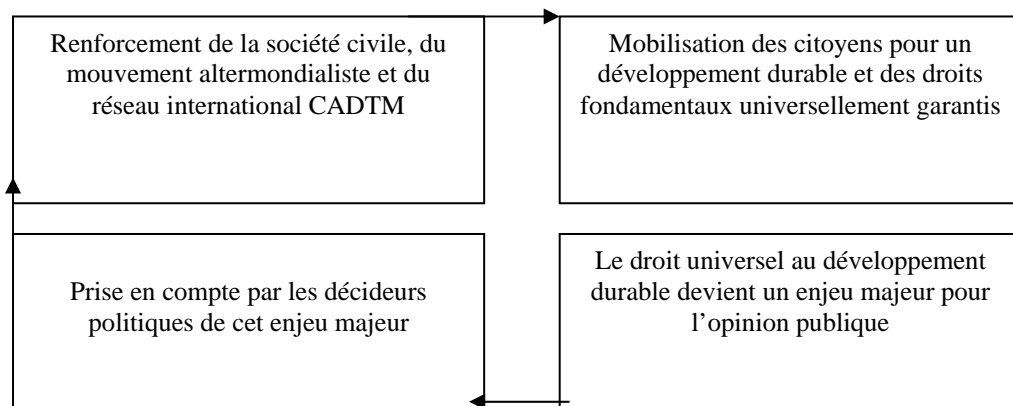 Renforcement de la société civile, du
mouvement altermondialiste et du
réseau international CADTM
Mobilisation des citoyens pour un
développement durable et des droits
fondamentaux universellement garantis
Prise en compte par les décideurs
politiques de cet enjeu majeur
Le droit universel au développement
durable devient un enjeu majeur pour
l’opinion publique